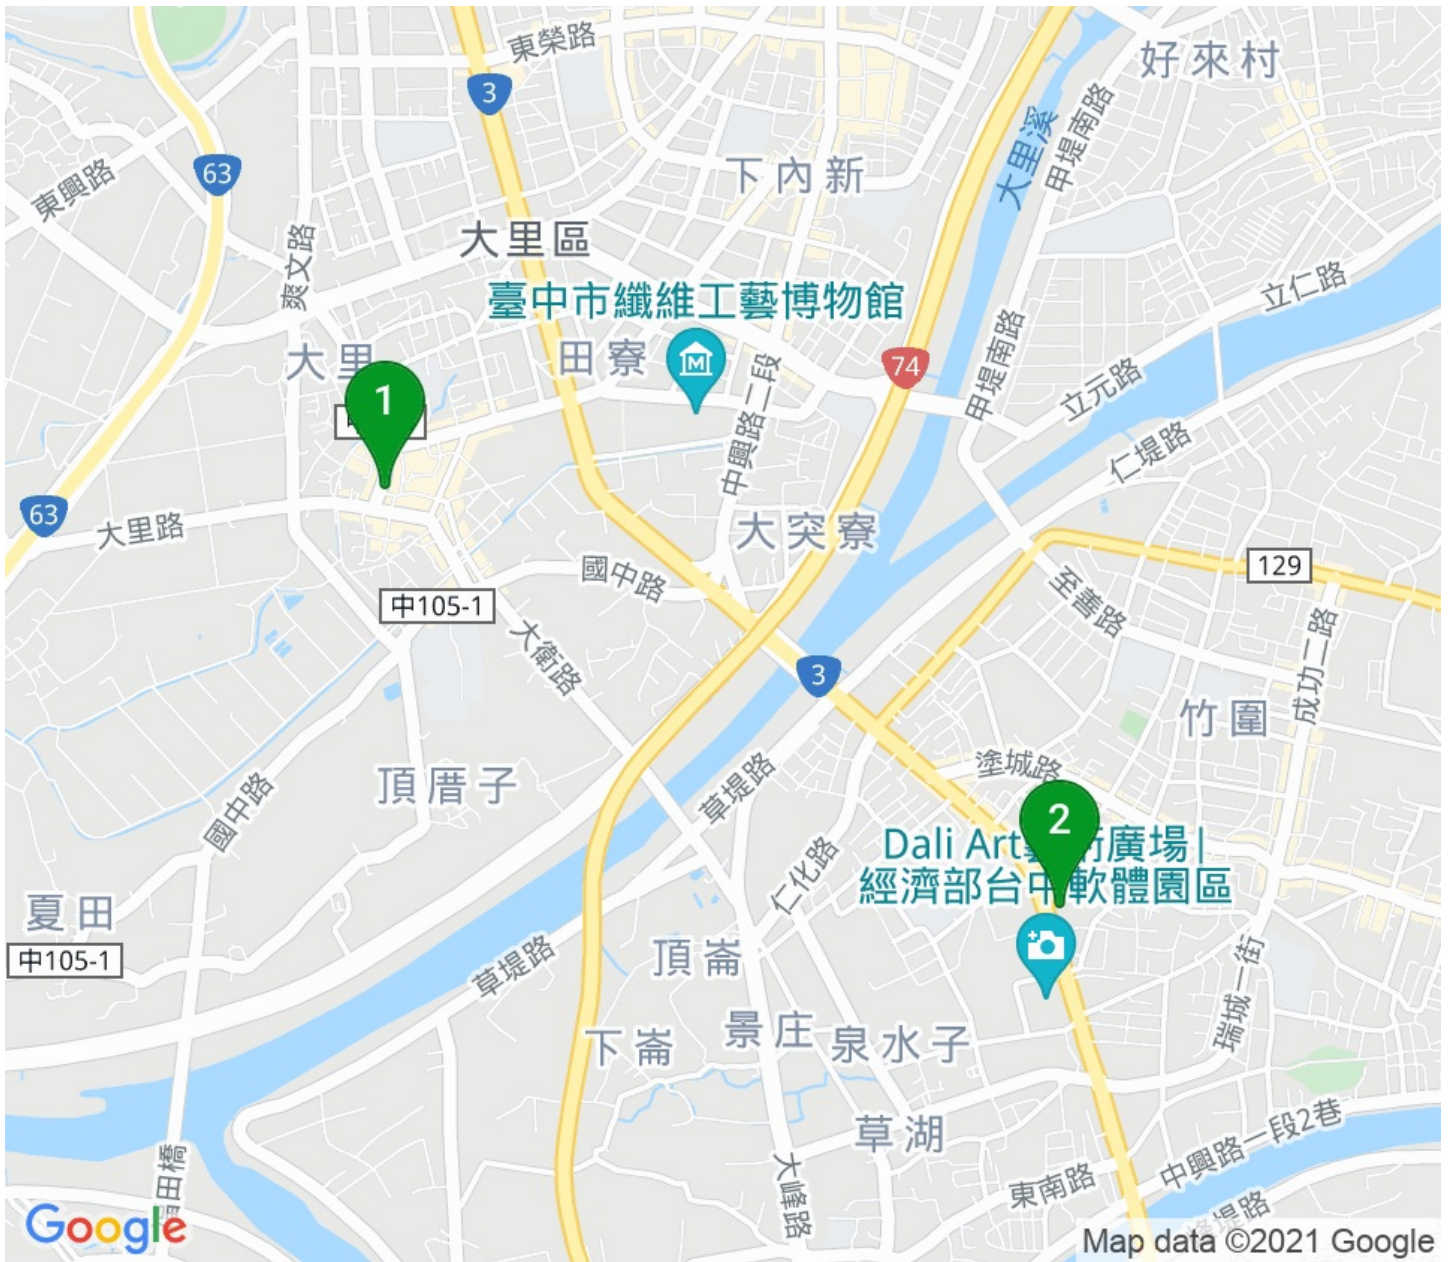 東榮路
好來村
3
甲堤南路
大里溪
63
下內新
東興路
大里區
爽文路
立仁路
臺中市纖維工藝博物館
大里
田寮
M
甲堤南路
74
立元路
1
中興路二段
仁堤路
63
大里路
大突寮
國中路
129
至善路
中105-1
大衛路
成功二路
3
竹圍
塗城路
頂厝子
草堤路
國中路
2
Dali Art藝術廣場|
經濟部台中軟體園區
仁化路
夏田
中105-1
頂崙
草堤路
瑞城一街
下崙
景庄
泉水子
草湖
中興路一段2巷
大峰路
東南路
Google
Map data ©2021 Google